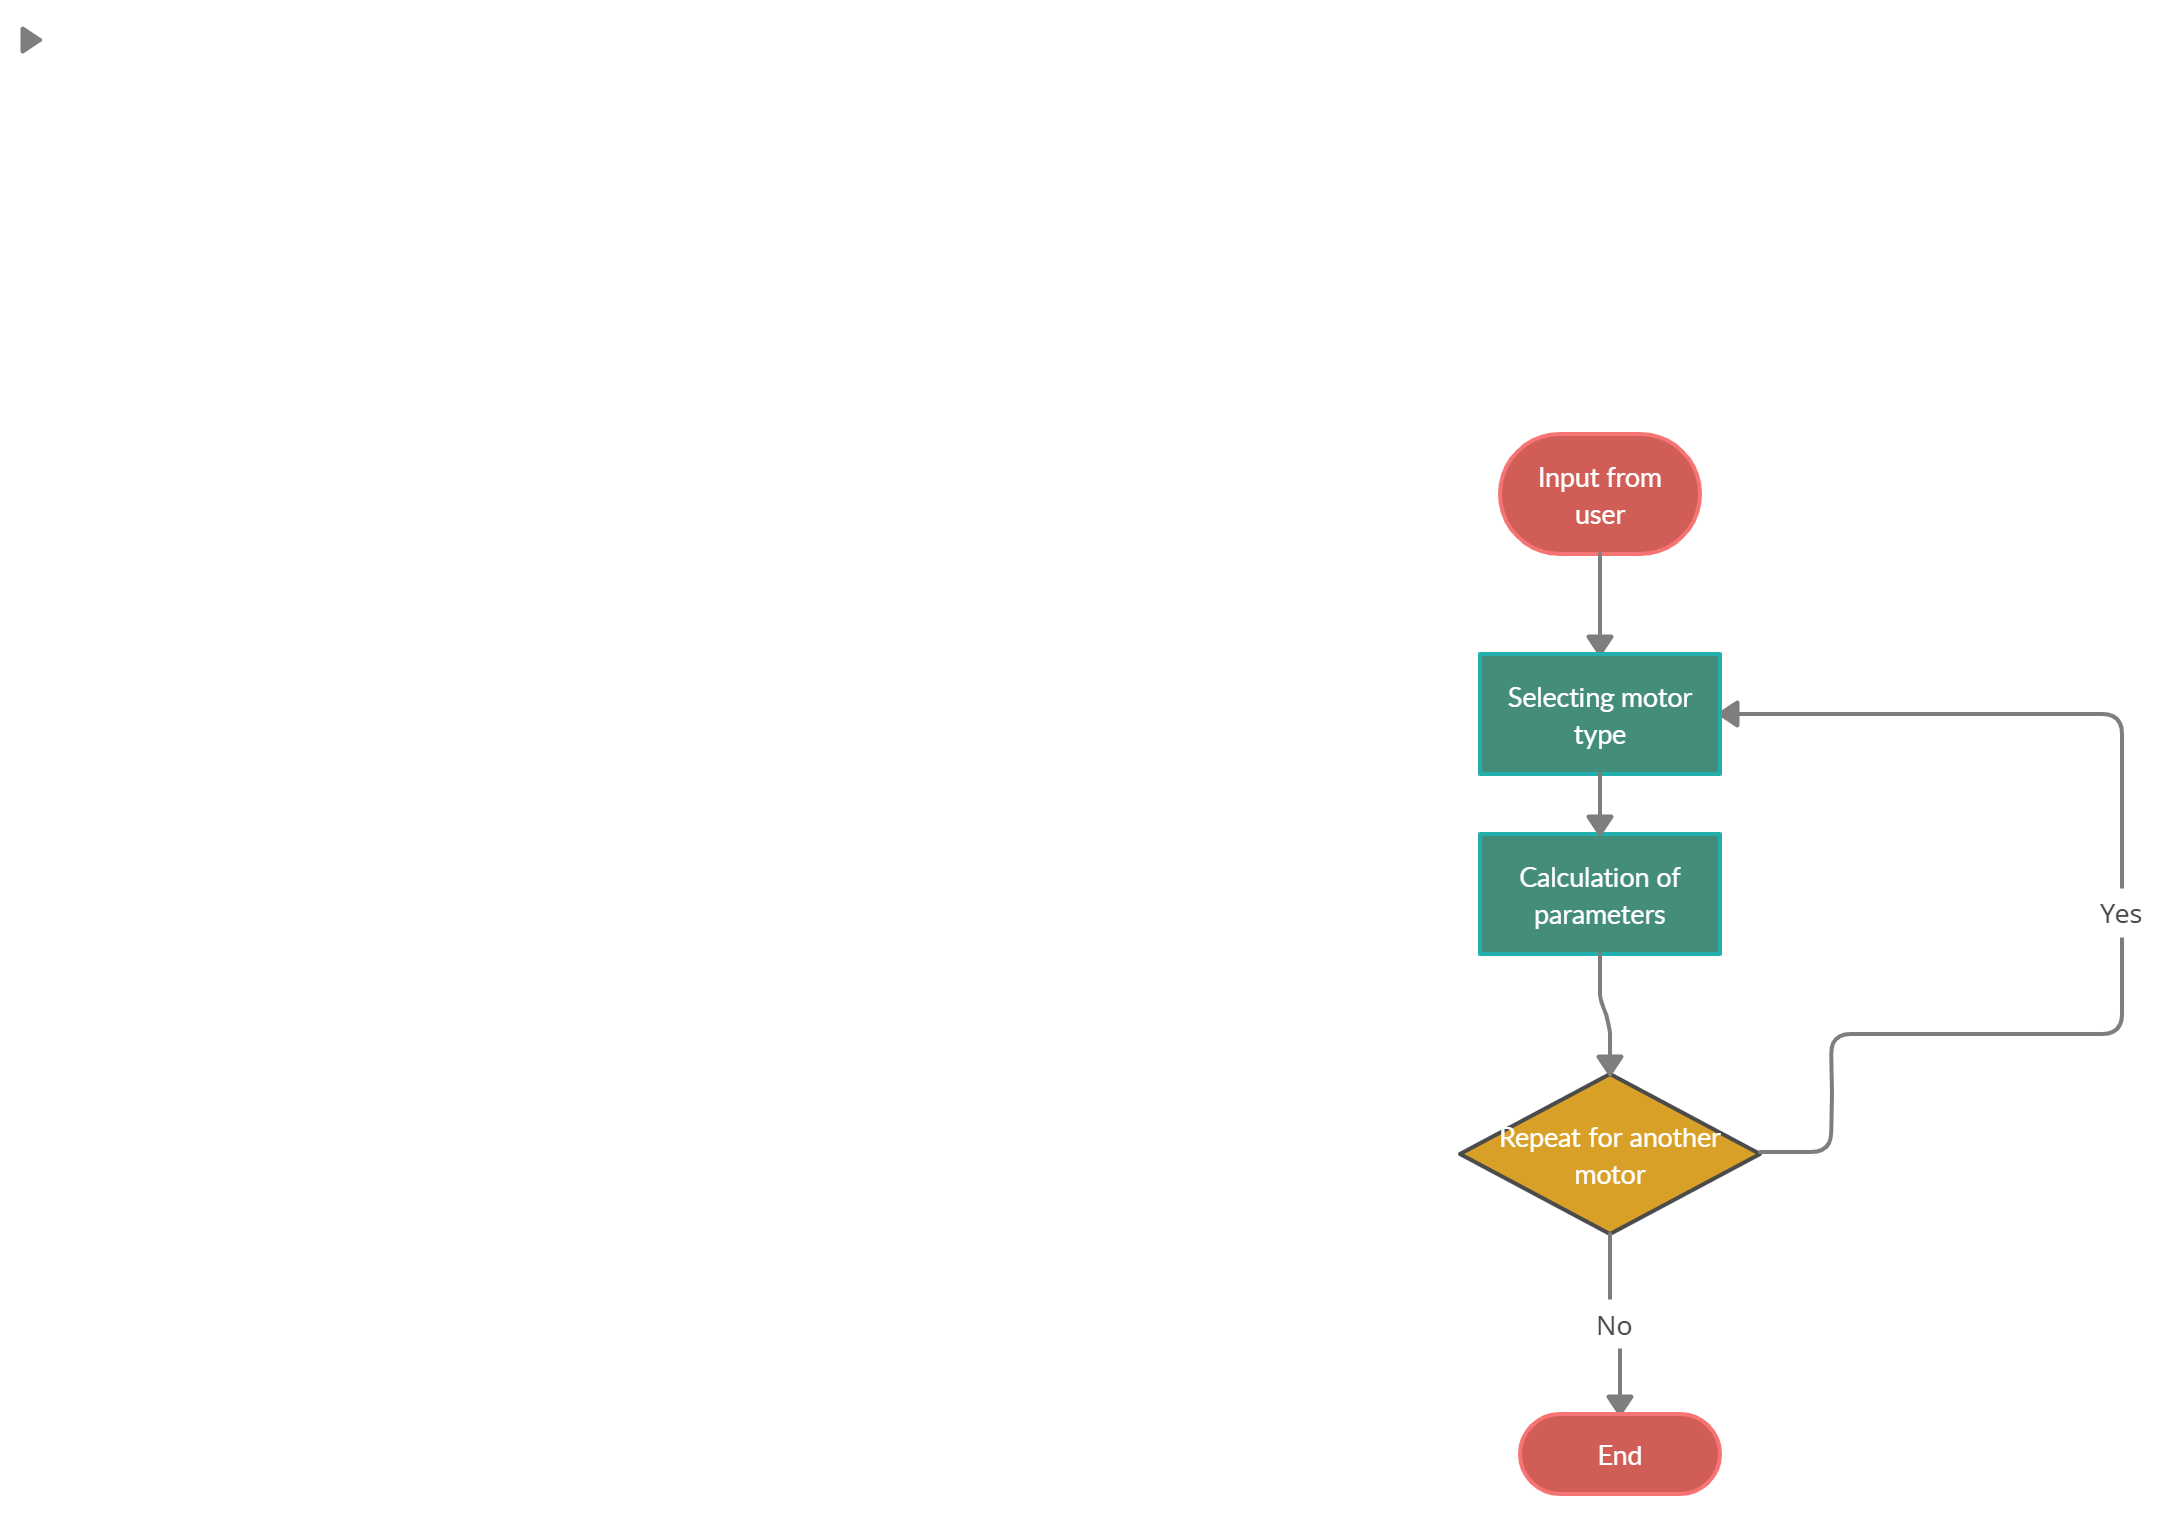 Input from
user
Selecting motor
type
Calculation of
parameters
Yes
Repeat for another
motor
No
End